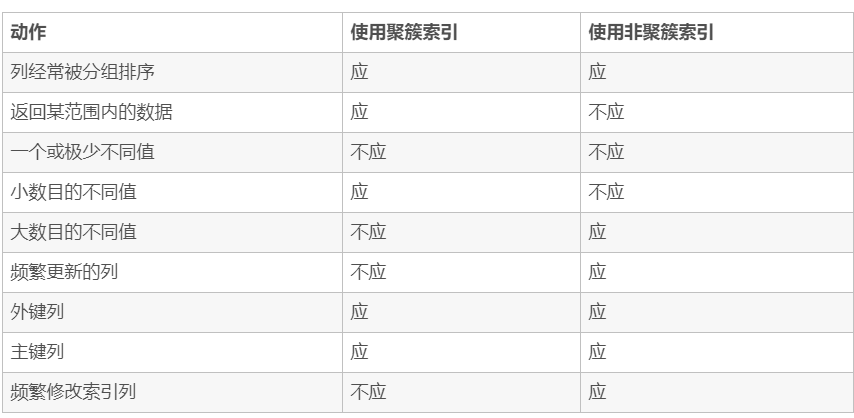 动作 使用聚簇索引 使用非聚簇索引
列经常被分组排序 应 应
返回某范围内的数据 应 不应
一个或极少不同值 不应 不应
小数目的不同值 应 不应
大数目的不同值 不应 应
频繁更新的列 不应 应
外键列 应 应
主键列 应 应
频繁修改索引列 不应 应